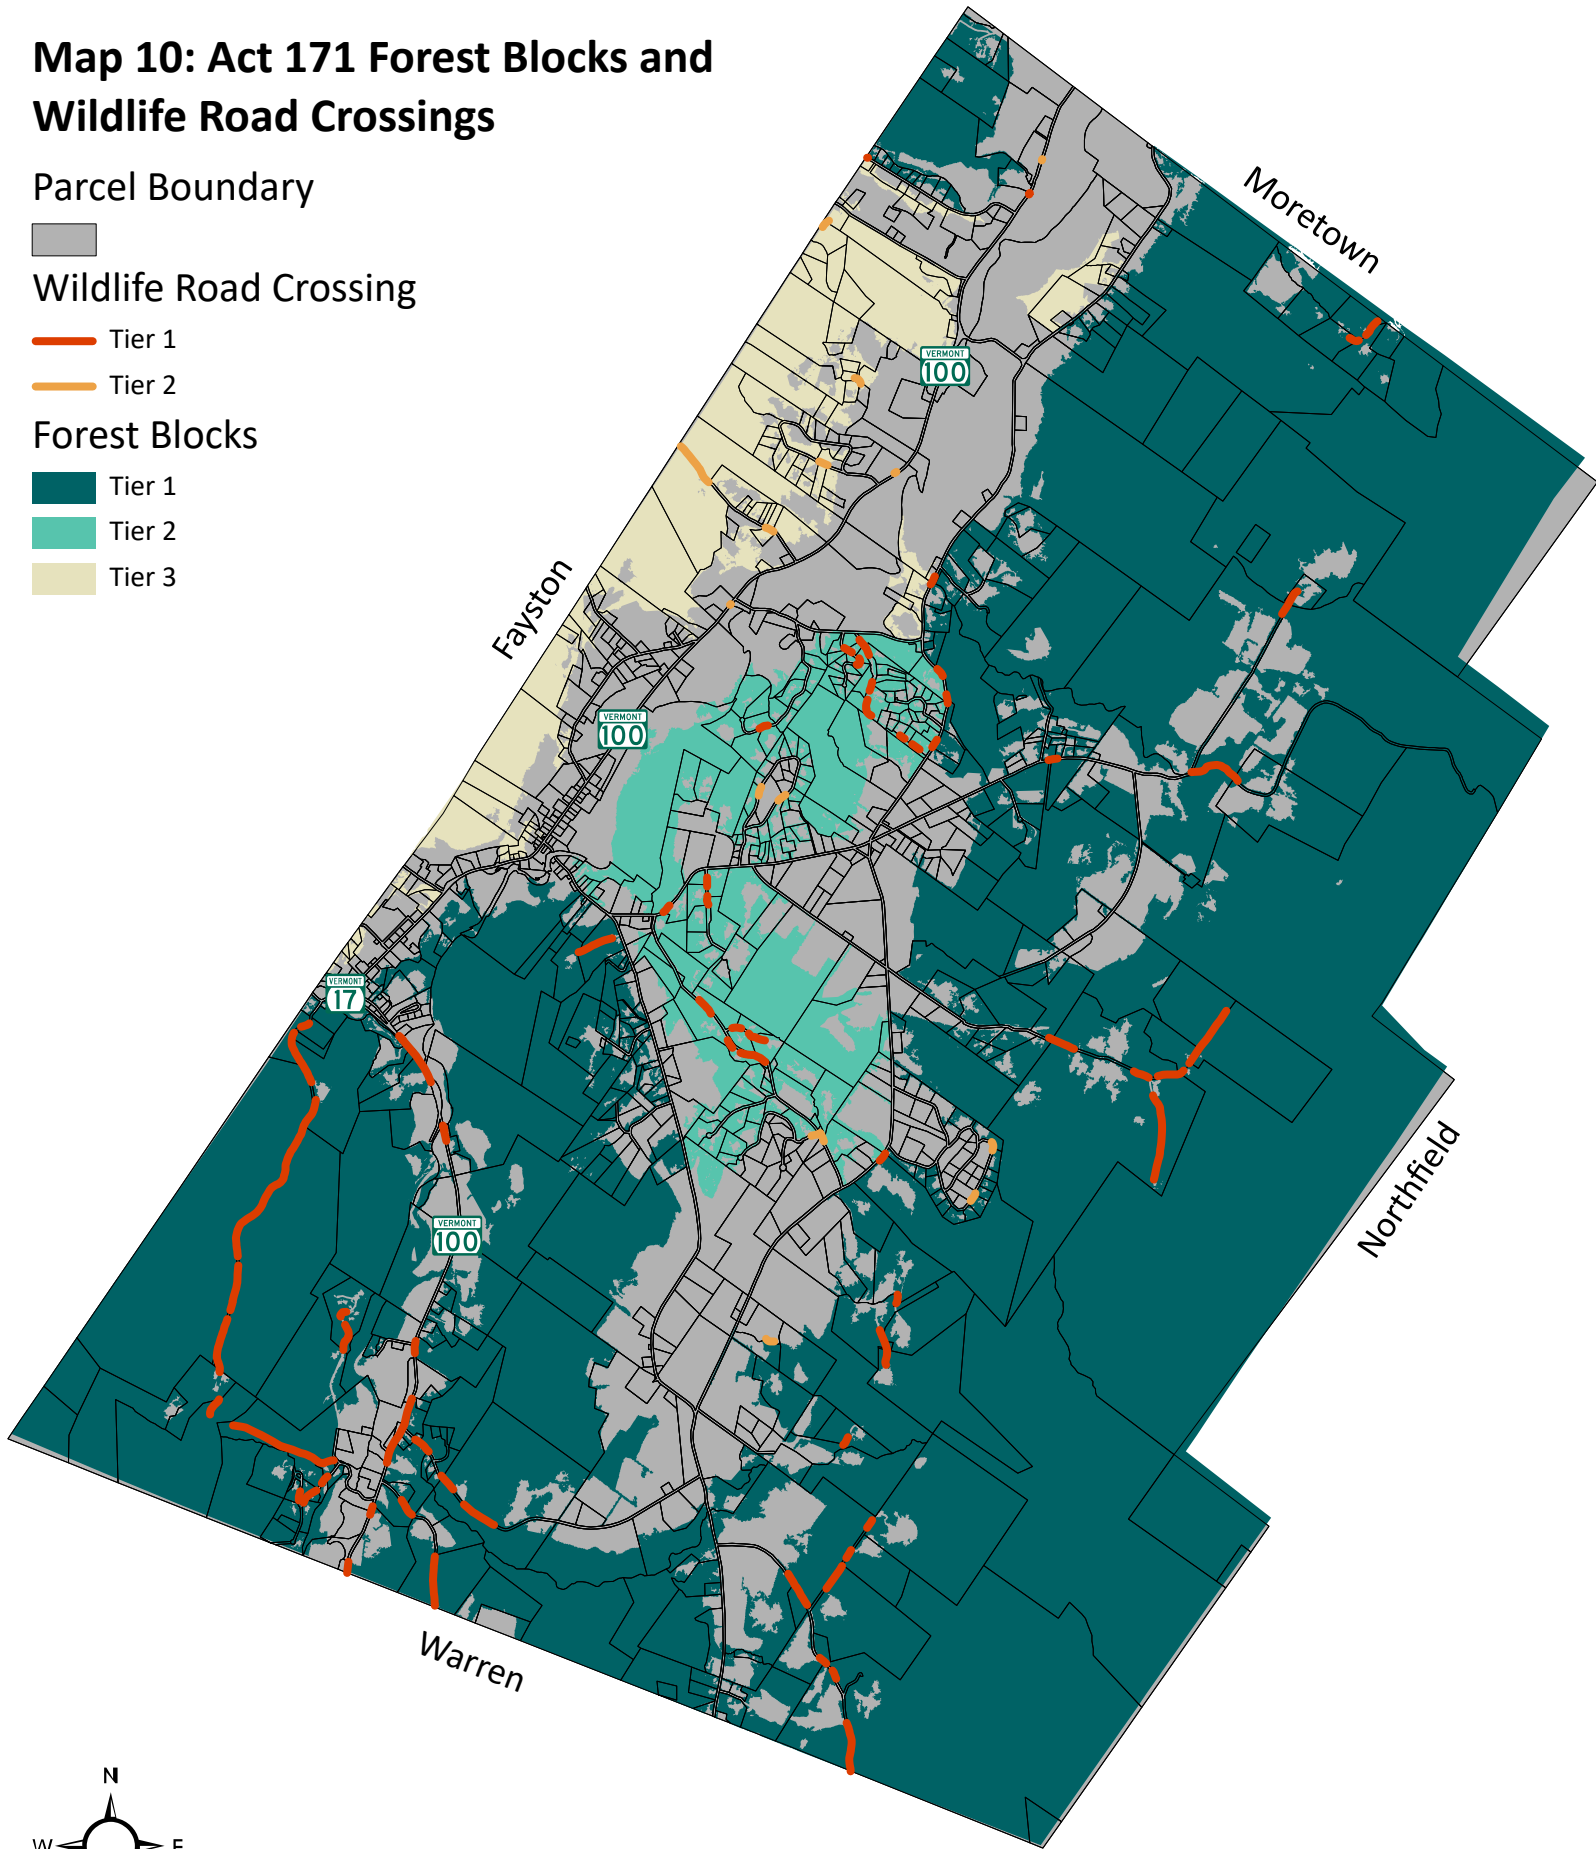 Map 10: Act 171 Forest Blocks and
Wildlife Road Crossings
Parcel Boundary
Wildlife Road Crossing
Tier 1
Tier 2
Forest Blocks
Tier 1
Tier 2
Tier 3
Moretown
VERMONT
100
Fayston
VERMONT
100
VERMONT
17
Northfield
VERMONT
100
Warren
N
W
E